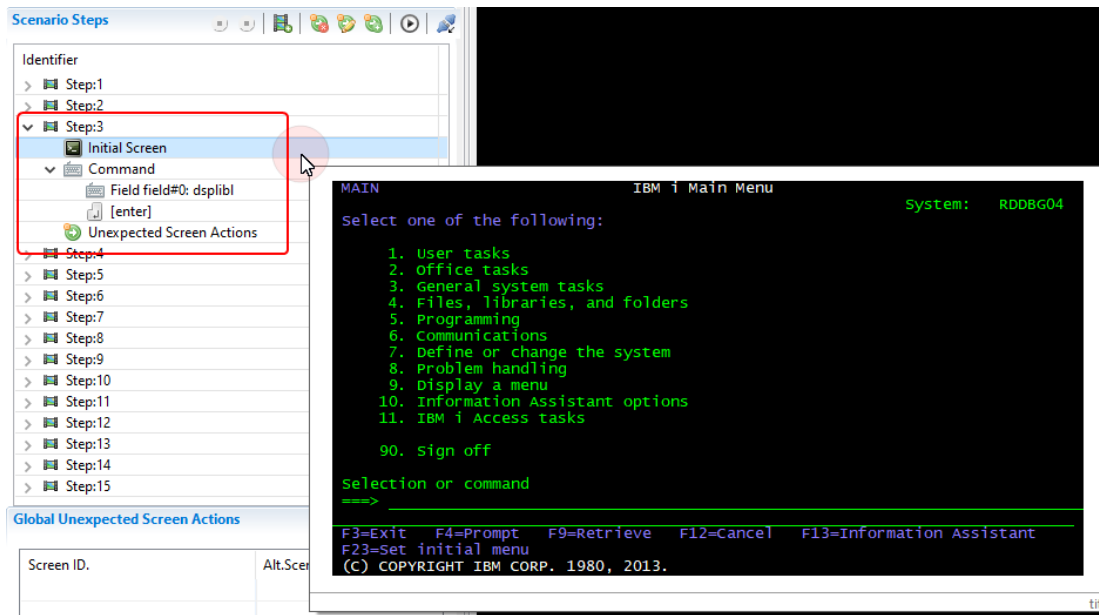 Scenario Steps
Identifier
Step:1
Step:2
Step:3
Initial Screen
Command
Field field#0: dsplibl
[enter]
Unexpected Screen Actions
Step:4
Step:5
Step:6
Step:7
Step:8
Step:9
Step:10
Step:11
Step:12
Step:13
Step:14
Step:15
Global Unexpected Screen Actions
Screen ID. Alt.Scer
MAIN IBM i Main Menu
System: RDDBG04
Select one of the following:
1. User tasks
2. Office tasks
3. General system tasks
4. Files, libraries, and folders
5. Programming
6. Communications
7. Define or change the system
8. Problem handling
9. Display a menu
10. Information Assistant options
11. IBM i Access tasks
90. Sign off
Selection or command
===>
F3=Exit F4=Prompt F9=Retrieve F12=Cancel F13=Information Assistant
F23=Set initial menu
(C) COPYRIGHT IBM CORP. 1980, 2013.